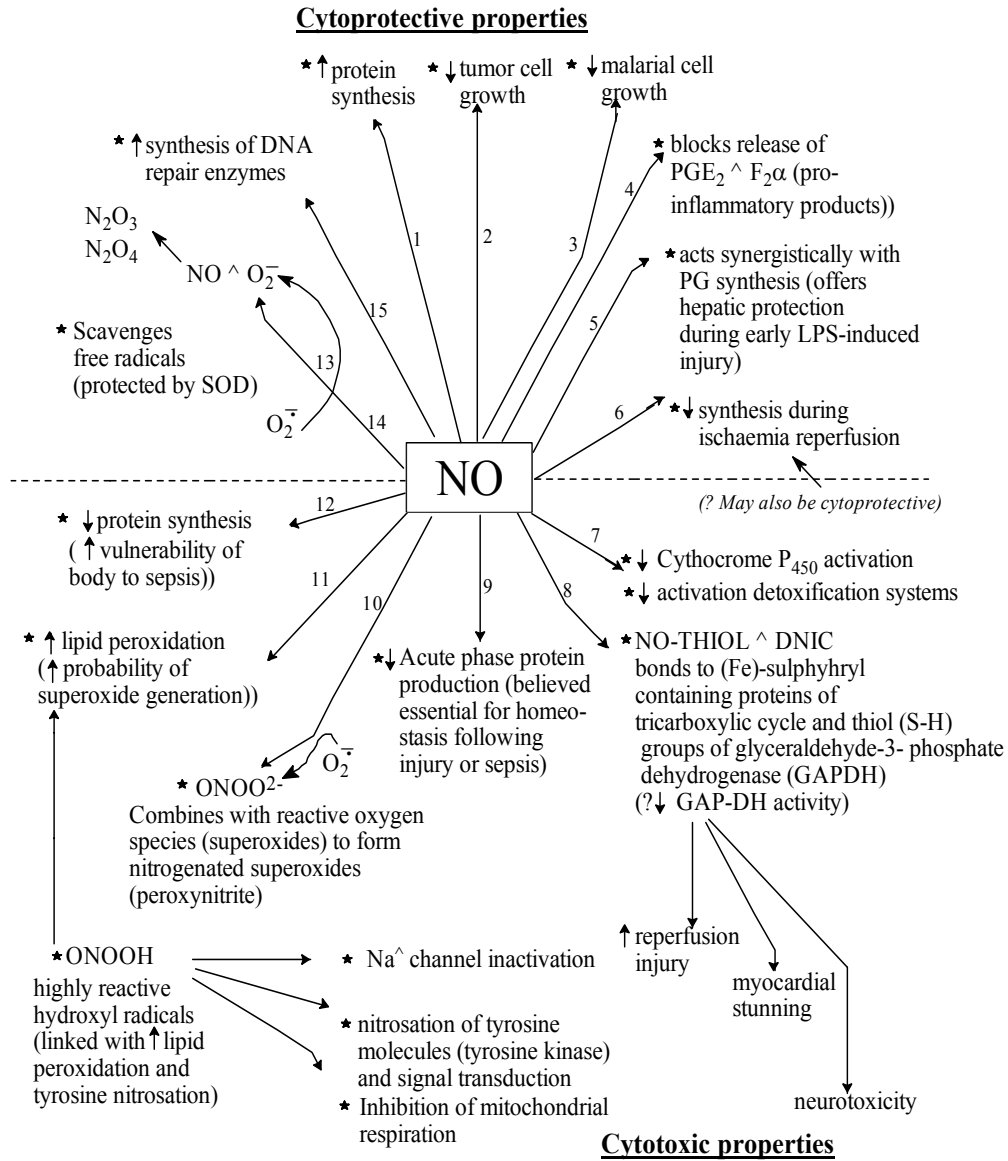 Cytoprotective properties
★ ↑ protein
synthesis
★ ↓ tumor cell
growth
★ ↓ malarial cell
growth
★ ↑ synthesis of DNA
repair enzymes
★ blocks release of
PGE₂ ^ F₂α (pro-
inflammatory products))
N₂O₃
N₂O₄
NO ^ O₂⁻
★ acts synergistically with
PG synthesis (offers
hepatic protection
during early LPS-induced
injury)
★ Scavenges
free radicals
(protected by SOD)
O₂•̄
★ ↓ synthesis during
ischaemia reperfusion
(? May also be cytoprotective)
1
2
3
4
5
6
15
13
14
NO
12
11
10
9
8
7
★ ↓ protein synthesis
( ↑ vulnerability of
body to sepsis))
★ ↓ Cythocrome P₄₅₀ activation
★ ↓ activation detoxification systems
★ ↑ lipid peroxidation
(↑ probability of
superoxide generation))
★ ↓ Acute phase protein
production (believed
essential for homeo-
stasis following
injury or sepsis)
★ NO-THIOL ^ DNIC
bonds to (Fe)-sulphyhryl
containing proteins of
tricarboxylic cycle and thiol (S-H)
groups of glyceraldehyde-3- phosphate
dehydrogenase (GAPDH)
(?↓ GAP-DH activity)
O₂•̄
★ ONOO²⁻
Combines with reactive oxygen
species (superoxides) to form
nitrogenated superoxides
(peroxynitrite)
↑ reperfusion
injury
myocardial
stunning
neurotoxicity
★ ONOOH
highly reactive
hydroxyl radicals
(linked with ↑ lipid
peroxidation and
tyrosine nitrosation)
★ Na^ channel inactivation
★ nitrosation of tyrosine
molecules (tyrosine kinase)
and signal transduction
★ Inhibition of mitochondrial
respiration
Cytotoxic properties